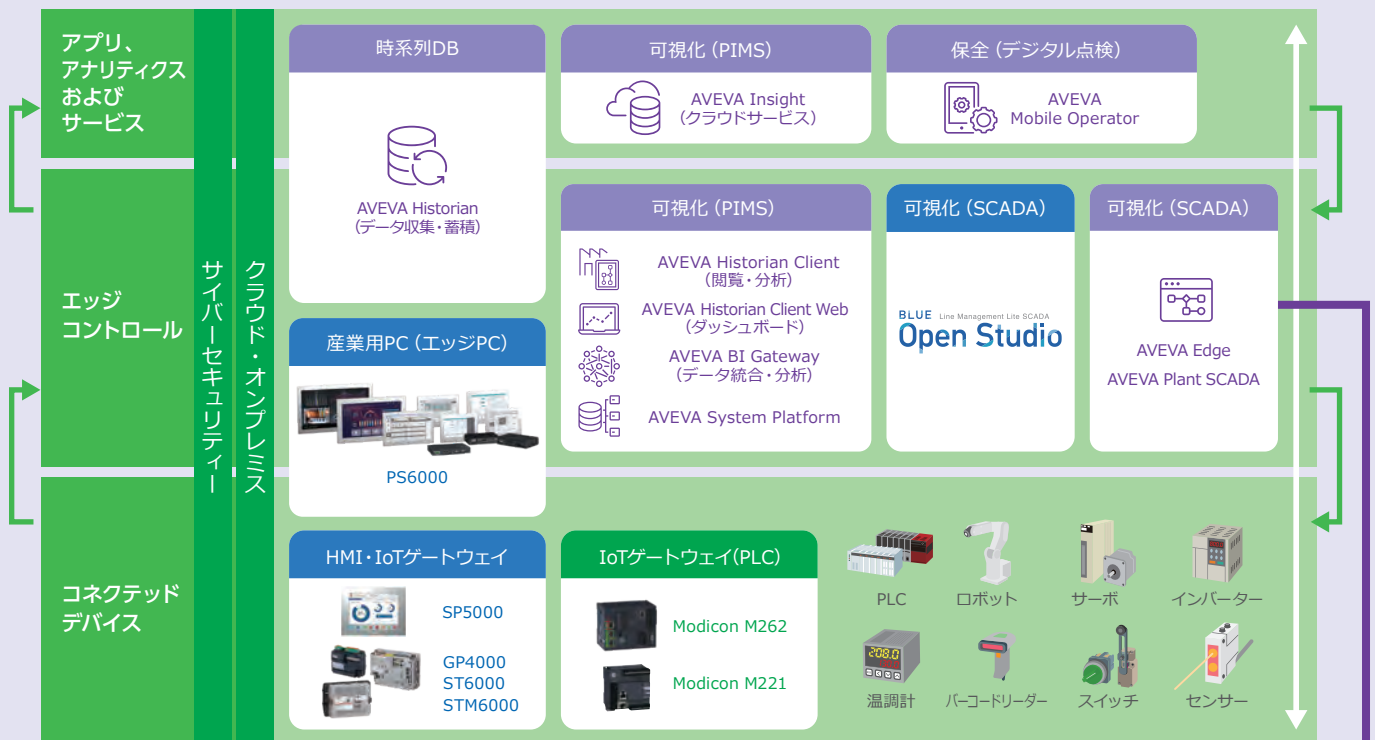 アプリ、
アナリティクス
および
サービス
エッジ
コントロール
コネクテッド
デバイス
サイバーセキュリティー
クラウド・オンプレミス
時系列DB
AVEVA Historian
(データ収集・蓄積)
可視化(PIMS)
AVEVA Insight
(クラウドサービス)
保全(デジタル点検)
AVEVA
Mobile Operator
可視化(PIMS)
AVEVA Historian Client
(閲覧・分析)
AVEVA Historian Client Web
(ダッシュボード)
AVEVA BI Gateway
(データ統合・分析)
AVEVA System Platform
可視化(SCADA)
BLUE Line Management Lite SCADA
Open Studio
可視化(SCADA)
AVEVA Edge
AVEVA Plant SCADA
産業用PC(エッジPC)
PS6000
HMI・IoTゲートウェイ
SP5000
GP4000
ST6000
STM6000
IoTゲートウェイ(PLC)
Modicon M262
Modicon M221
PLC
ロボット
サーボ
インバーター
208.0
温調計
バーコードリーダー
スイッチ
センサー